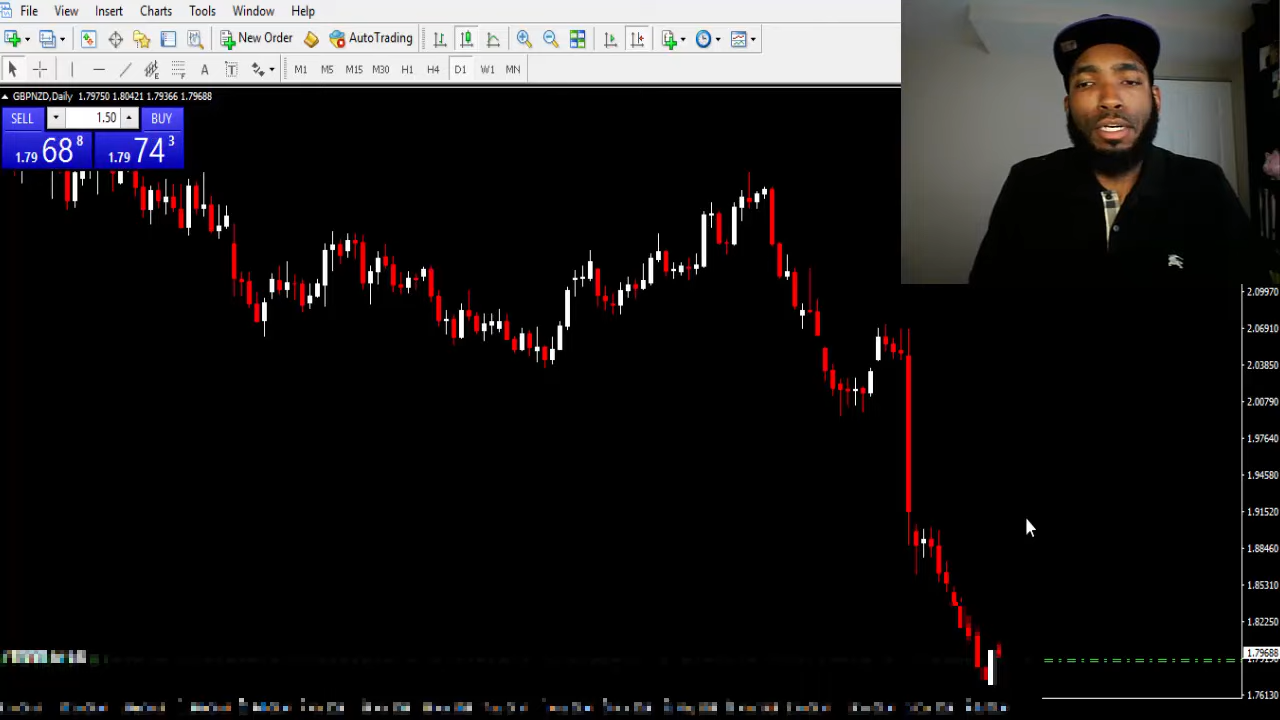 File View Insert Charts Tools Window Help
New Order AutoTrading
A T M1 M5 M15 M30 H1 H4 D1 W1 MN
GBPNZD,Daily 1.79750 1.80421 1.79366 1.79688
SELL 1.50 BUY
1.79 68 8 1.79 74 3
2.09970
2.06910
2.03850
2.00790
1.97640
1.94580
1.91520
1.88460
1.85310
1.82250
1.79688
1.76130